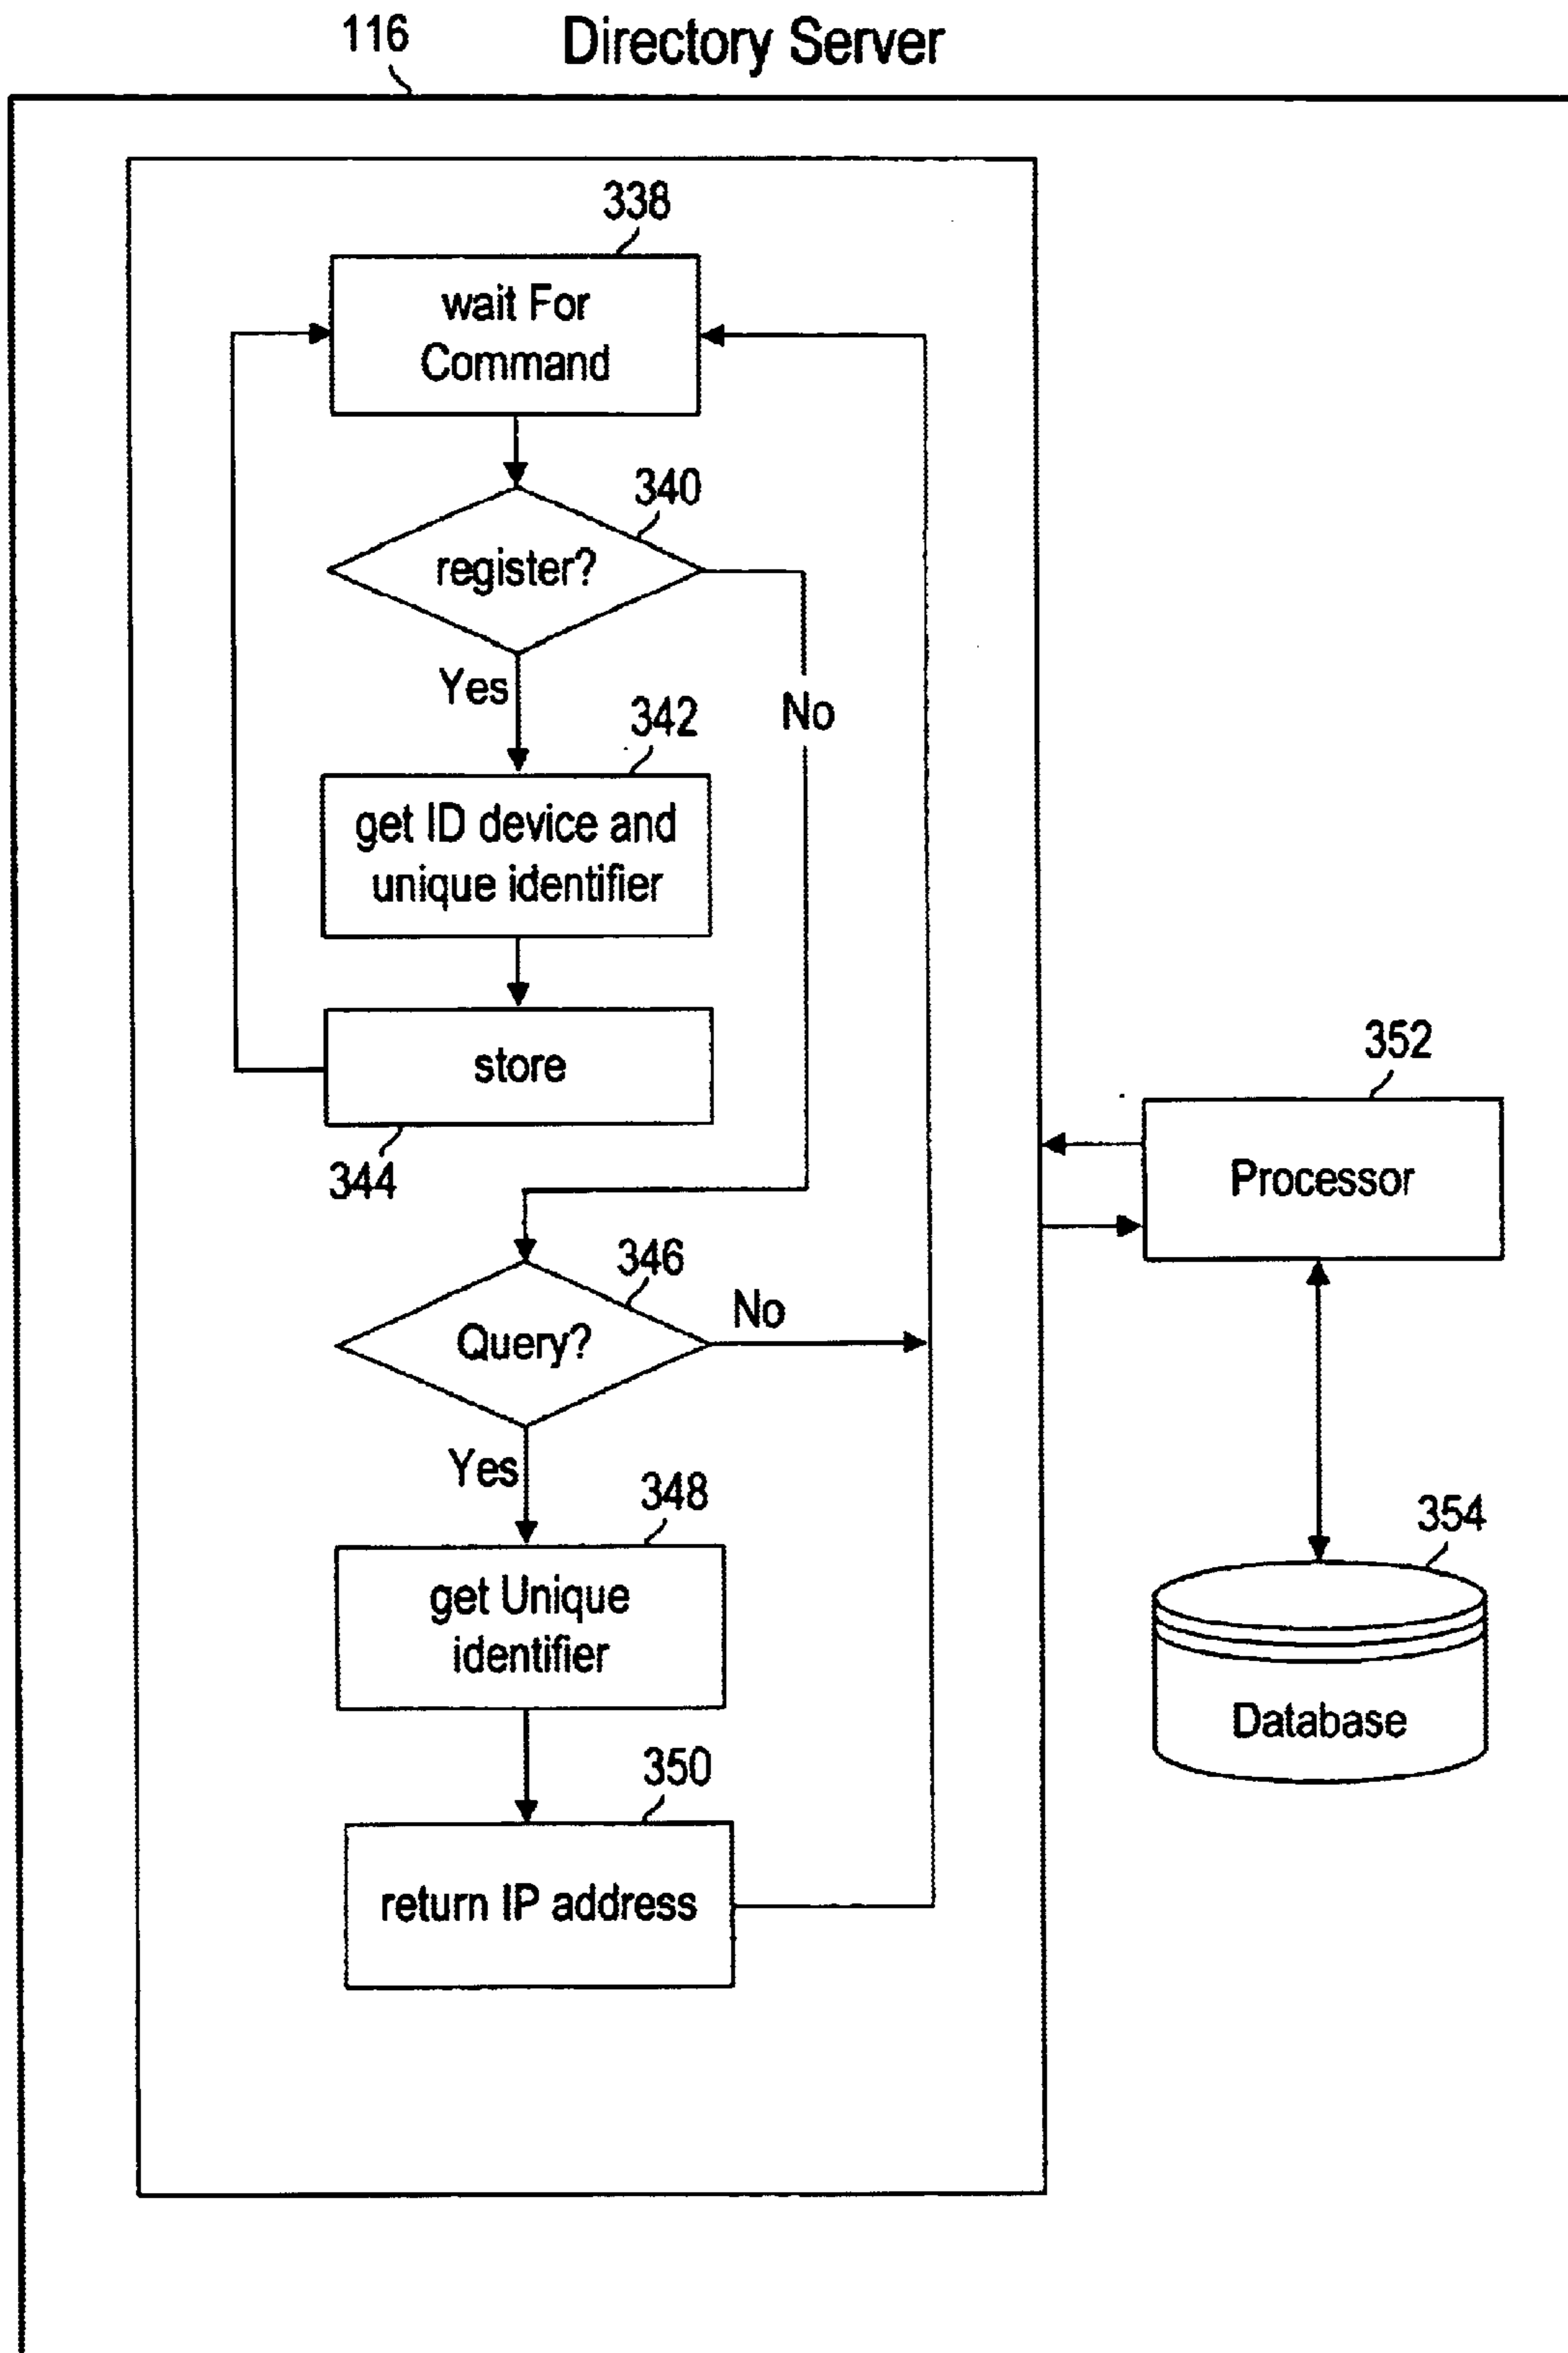 116
Directory Server
338
wait For
Command
340
register?
Yes
No
342
get ID device and
unique identifier
store
344
352
Processor
346
Query?
No
Yes
348
get Unique
identifier
354
Database
350
return IP address